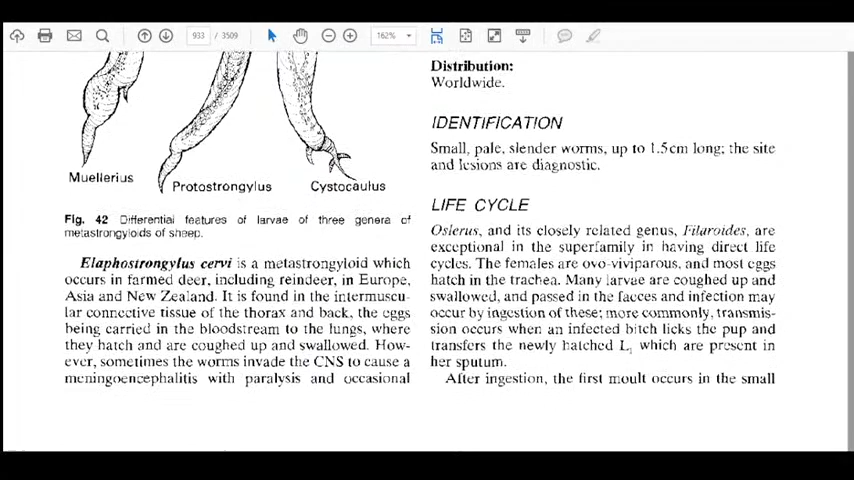 933 / 3509
162%
Muellerius
Protostrongylus
Cystocaulus
Fig. 42 Differential features of larvae of three genera of
metastrongyloids of sheep.
Elaphostrongylus cervi is a metastrongyloid which
occurs in farmed deer, including reindeer, in Europe,
Asia and New Zealand. It is found in the intermuscu-
lar connective tissue of the thorax and back, the eggs
being carried in the bloodstream to the lungs, where
they hatch and are coughed up and swallowed. How-
ever, sometimes the worms invade the CNS to cause a
meningoencephalitis with paralysis and occasional
Distribution:
Worldwide.
IDENTIFICATION
Small, pale, slender worms, up to 1.5cm long; the site
and lesions are diagnostic.
LIFE CYCLE
Oslerus, and its closely related genus, Filaroides, are
exceptional in the superfamily in having direct life
cycles. The females are ovo-viviparous, and most eggs
hatch in the trachea. Many larvae are coughed up and
swallowed, and passed in the faeces and infection may
occur by ingestion of these; more commonly, transmis-
sion occurs when an infected bitch licks the pup and
transfers the newly hatched L₁ which are present in
her sputum.
After ingestion, the first moult occurs in the small